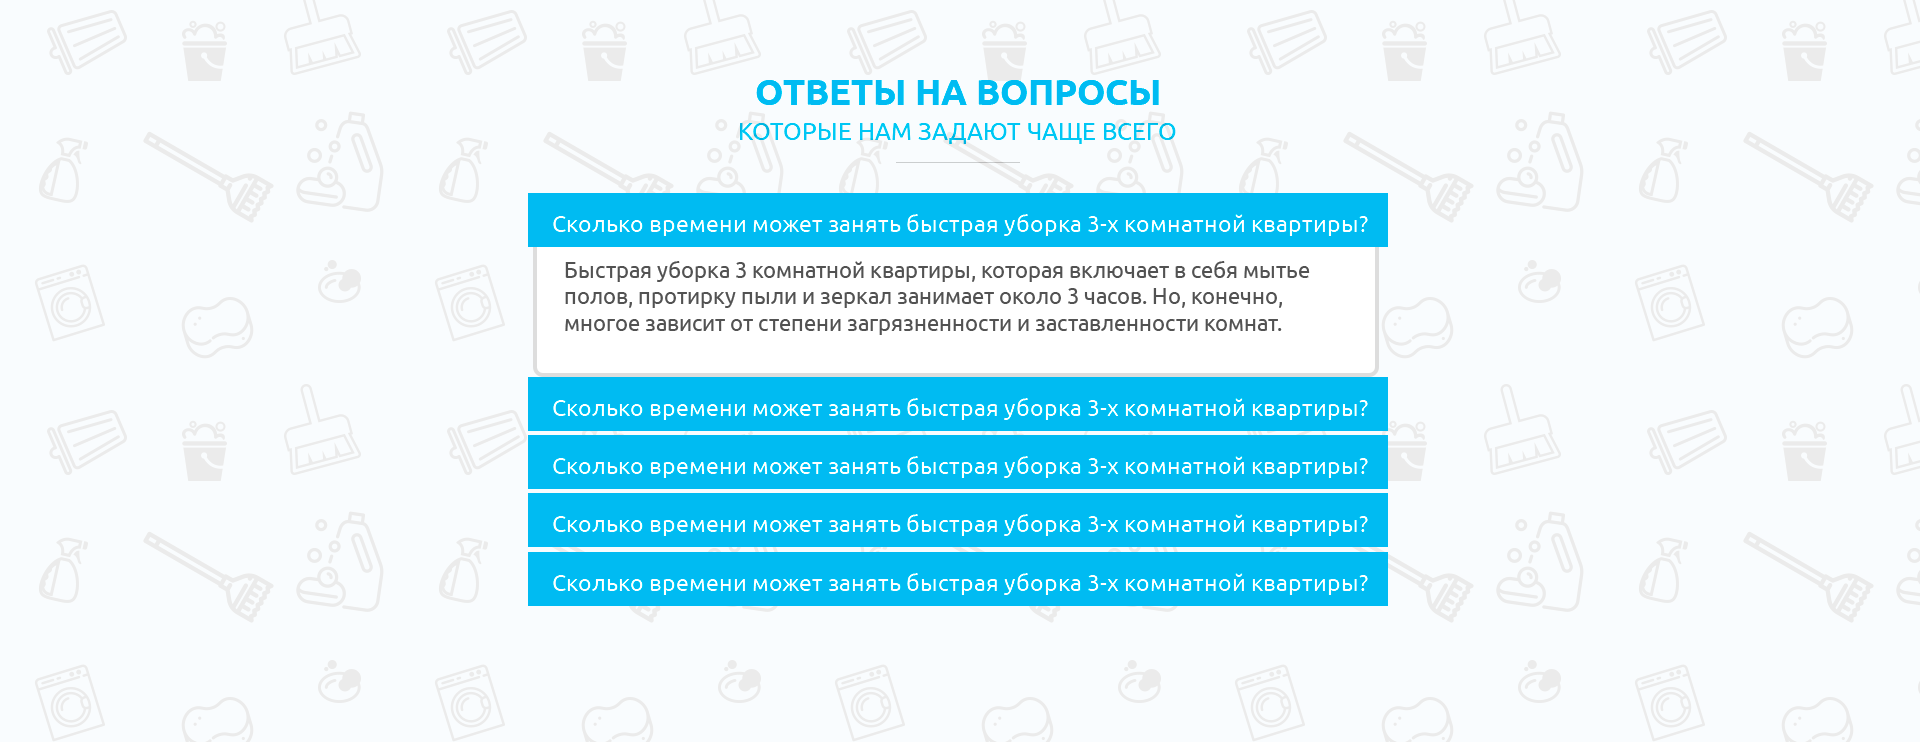 ОТВЕТЫ НА ВОПРОСЫ
КОТОРЫЕ НАМ ЗАДАЮТ ЧАЩЕ ВСЕГО
Сколько времени может занять быстрая уборка 3-х комнатной квартиры?
Быстрая уборка 3 комнатной квартиры, которая включает в себя мытье
полов, протирку пыли и зеркал занимает около 3 часов. Но, конечно,
многое зависит от степени загрязненности и заставленности комнат.
Сколько времени может занять быстрая уборка 3-х комнатной квартиры?
Сколько времени может занять быстрая уборка 3-х комнатной квартиры?
Сколько времени может занять быстрая уборка 3-х комнатной квартиры?
Сколько времени может занять быстрая уборка 3-х комнатной квартиры?